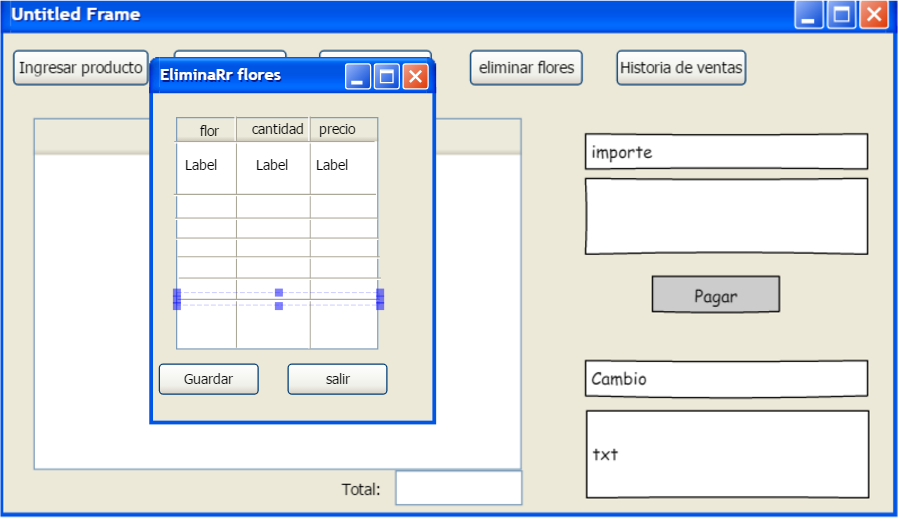 Untitled Frame
Ingresar producto
eliminar flores
Historia de ventas
EliminaRr flores
flor cantidad precio
Label Label Label
Guardar salir
importe
Pagar
Cambio
txt
Total: